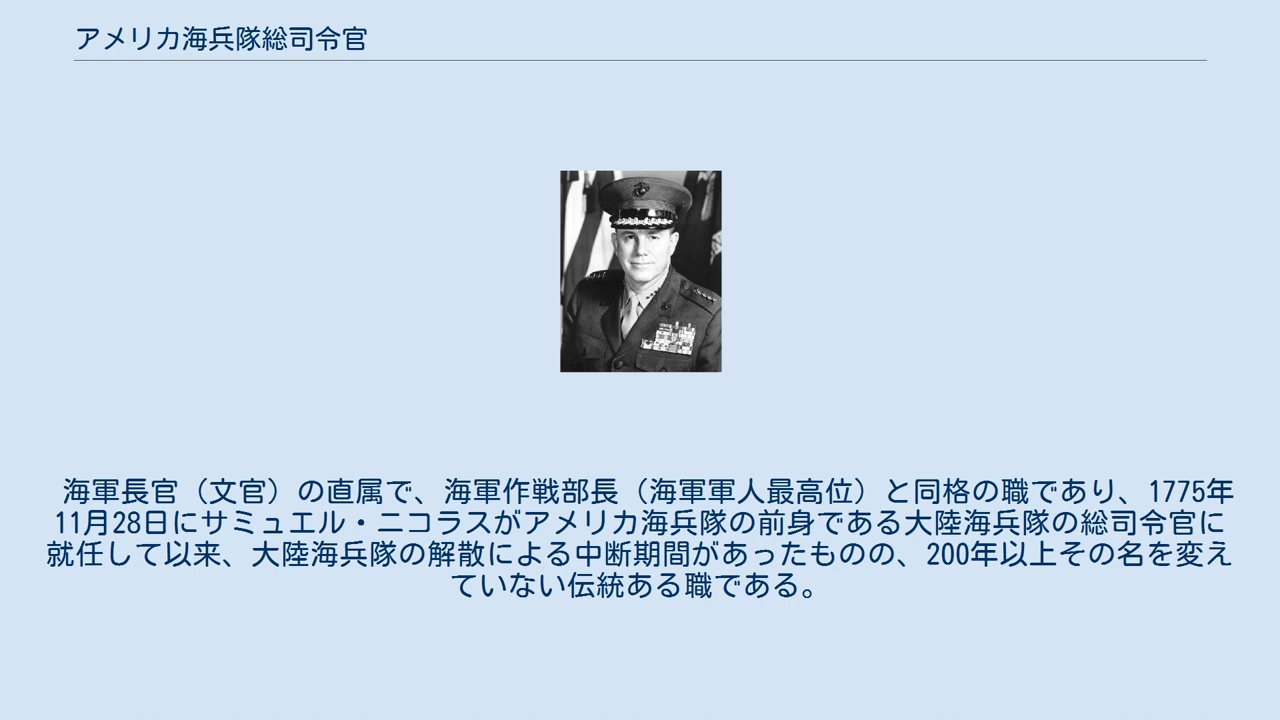 アメリカ海兵隊総司令官
海軍長官（文官）の直属で、海軍作戦部長（海軍軍人最高位）と同格の職であり、1775年
11月28日にサミュエル・ニコラスがアメリカ海兵隊の前身である大陸海兵隊の総司令官に
就任して以来、大陸海兵隊の解散による中断期間があったものの、200年以上その名を変え
ていない伝統ある職である。